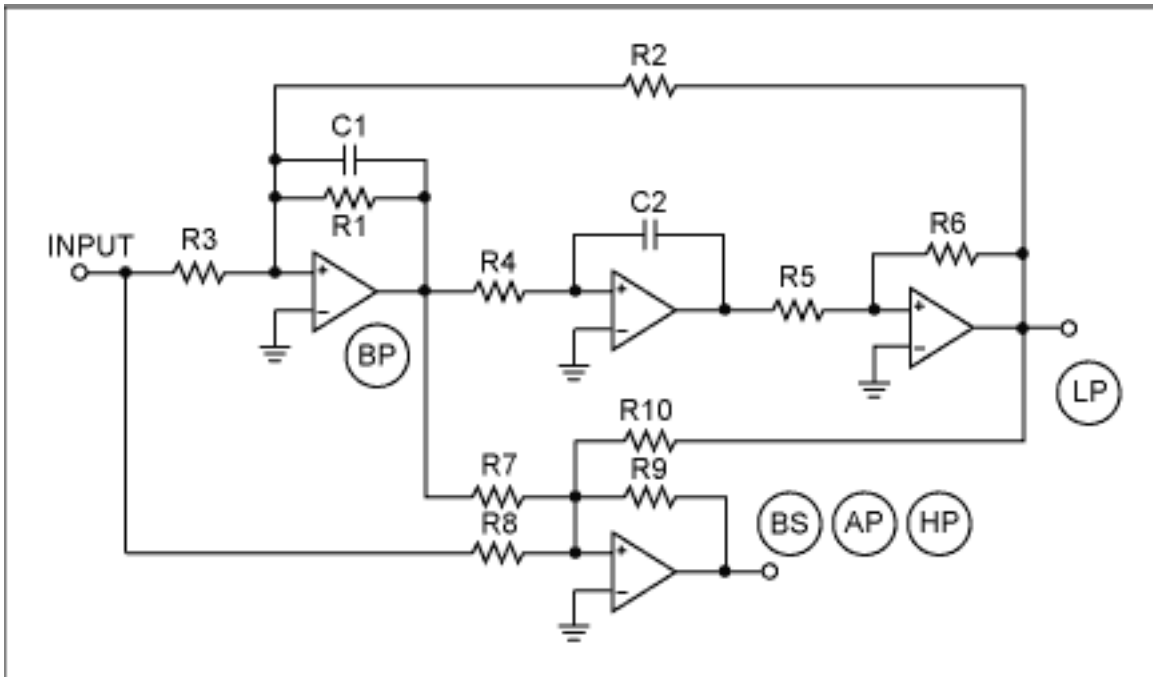 R2
C1
R1
C2
R6
INPUT
R3
R4
R5
+
−
+
−
+
−
BP
LP
R10
R7
R9
R8
BS
AP
HP
+
−